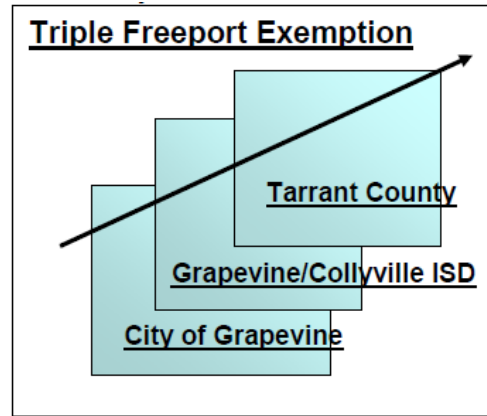 Triple Freeport Exemption
Tarrant County
Grapevine/Collyville ISD
City of Grapevine